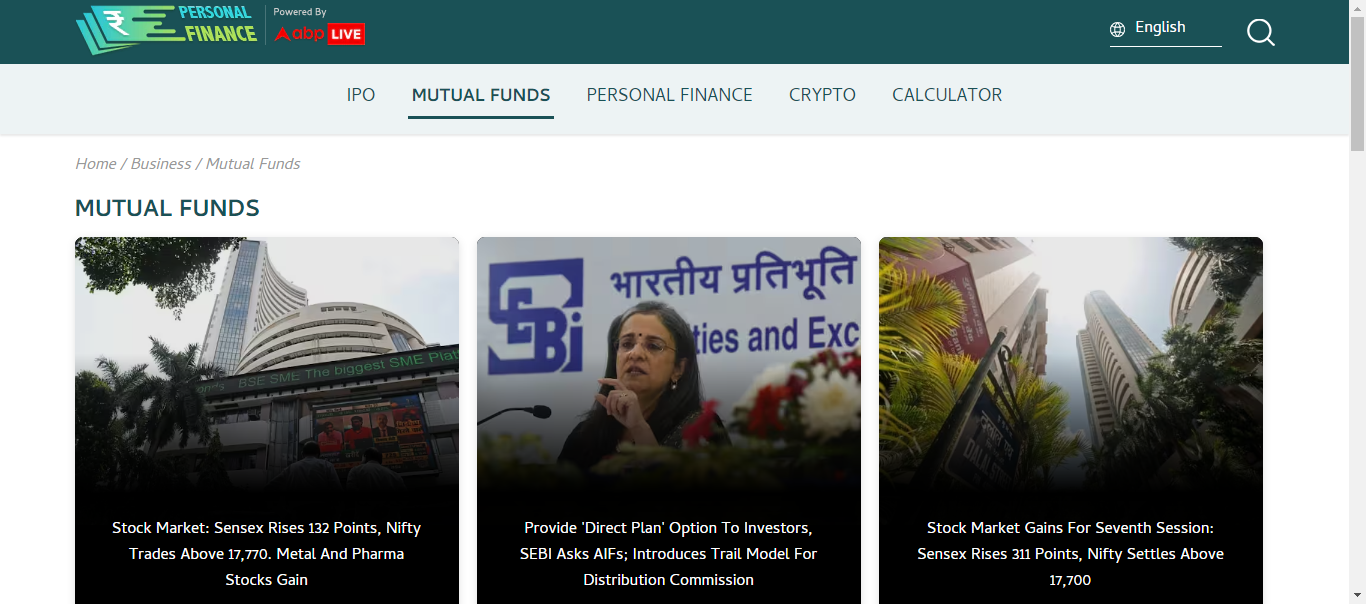 ₹ PERSONAL FINANCE
Powered By
abp LIVE
English
IPO
MUTUAL FUNDS
PERSONAL FINANCE
CRYPTO
CALCULATOR
Home / Business / Mutual Funds
MUTUAL FUNDS
BSE SME The biggest SME Plat
Stock Market: Sensex Rises 132 Points, Nifty
Trades Above 17,770. Metal And Pharma
Stocks Gain
SEBI
भारतीय प्रतिभूति
ties and Exc
Provide 'Direct Plan' Option To Investors,
SEBI Asks AIFs; Introduces Trail Model For
Distribution Commission
DALAL
Stock Market Gains For Seventh Session:
Sensex Rises 311 Points, Nifty Settles Above
17,700